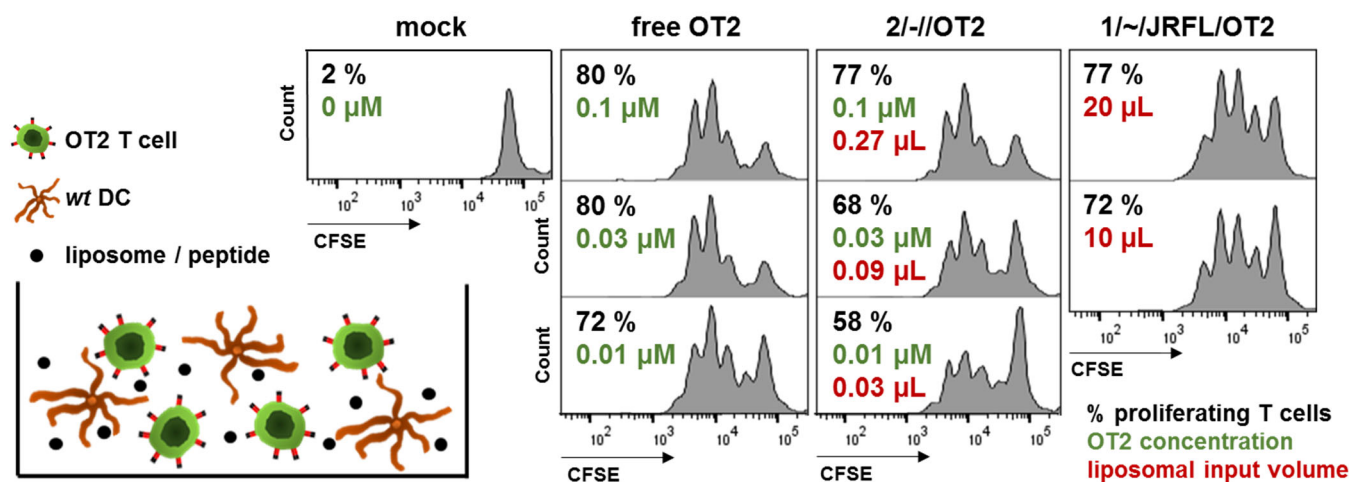 mock
free OT2
2/-//OT2
1/~/JRFL/OT2
OT2 T cell
wt DC
liposome / peptide
2 %
0 µM
Count
10² 10³ 10⁴ 10⁵
CFSE
80 %
0.1 µM
80 %
0.03 µM
Count
72 %
0.01 µM
Count
10² 10³ 10⁴ 10⁵
CFSE
77 %
0.1 µM
0.27 µL
68 %
0.03 µM
0.09 µL
58 %
0.01 µM
0.03 µL
10² 10³ 10⁴ 10⁵
CFSE
77 %
20 µL
72 %
10 µL
10² 10³ 10⁴ 10⁵
CFSE
% proliferating T cells
OT2 concentration
liposomal input volume